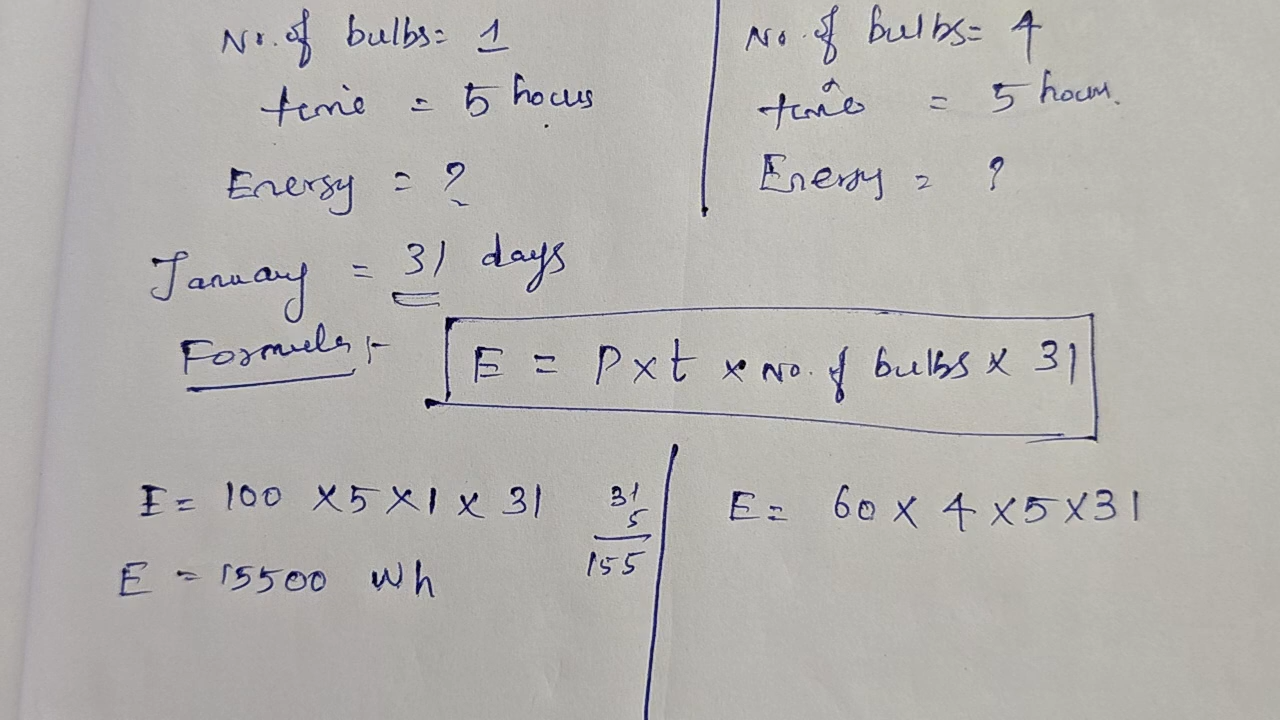 No. of bulbs= 1
time = 5 hours
Energy = ?
No. of bulbs= 4
time = 5 hours.
Energy = ?
January = 31 days
Formula :-
E = P x t x No. of bulbs x 31
E= 100 x 5 x 1 x 31
31
5
155
E = 15500 Wh
E= 60 x 4 x 5 x 31